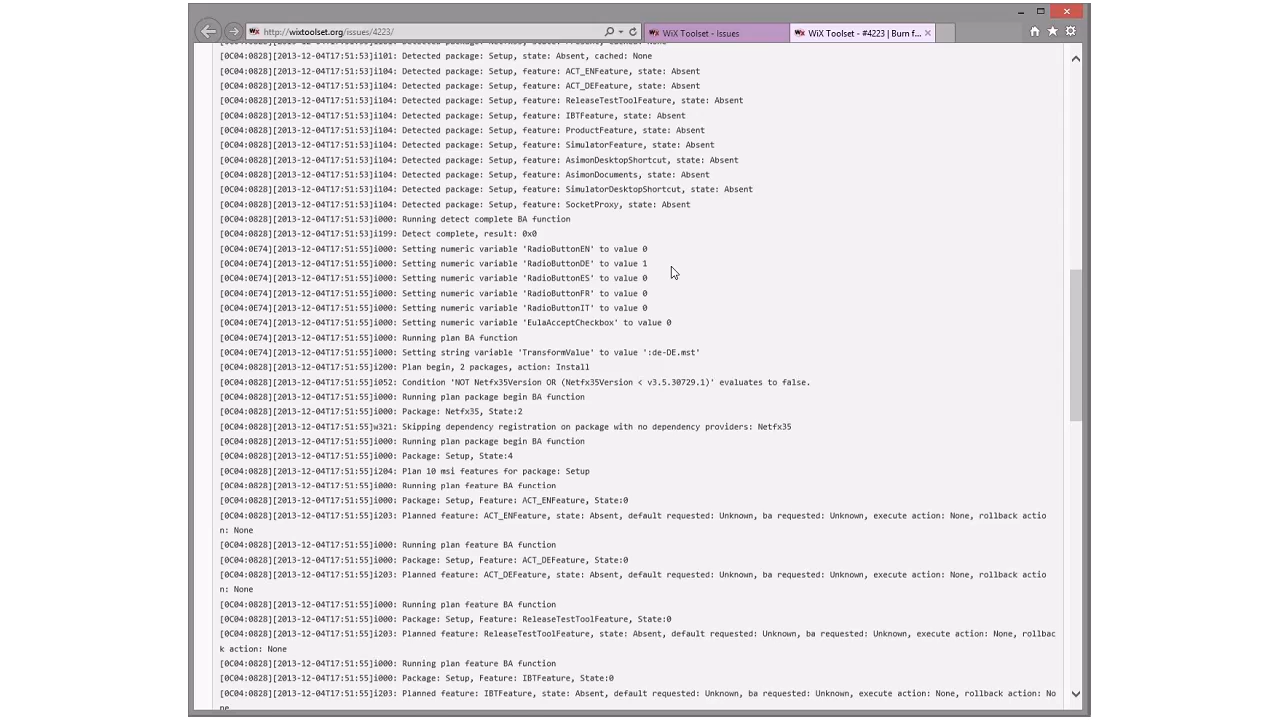 http://wixtoolset.org/issues/4223/
WiX Toolset - Issues
WiX Toolset - #4223 | Burn f...
[0C04:0828][2013-12-04T17:51:53]i101: Detected package: Setup, state: Absent, cached: None
[0C04:0828][2013-12-04T17:51:53]i104: Detected package: Setup, feature: ACT_ENFeature, state: Absent
[0C04:0828][2013-12-04T17:51:53]i104: Detected package: Setup, feature: ACT_DEFeature, state: Absent
[0C04:0828][2013-12-04T17:51:53]i104: Detected package: Setup, feature: ReleaseTestToolFeature, state: Absent
[0C04:0828][2013-12-04T17:51:53]i104: Detected package: Setup, feature: IBTFeature, state: Absent
[0C04:0828][2013-12-04T17:51:53]i104: Detected package: Setup, feature: ProductFeature, state: Absent
[0C04:0828][2013-12-04T17:51:53]i104: Detected package: Setup, feature: SimulatorFeature, state: Absent
[0C04:0828][2013-12-04T17:51:53]i104: Detected package: Setup, feature: AsimonDesktopShortcut, state: Absent
[0C04:0828][2013-12-04T17:51:53]i104: Detected package: Setup, feature: AsimonDocuments, state: Absent
[0C04:0828][2013-12-04T17:51:53]i104: Detected package: Setup, feature: SimulatorDesktopShortcut, state: Absent
[0C04:0828][2013-12-04T17:51:53]i104: Detected package: Setup, feature: SocketProxy, state: Absent
[0C04:0828][2013-12-04T17:51:53]i000: Running detect complete BA function
[0C04:0828][2013-12-04T17:51:53]i199: Detect complete, result: 0x0
[0C04:0E74][2013-12-04T17:51:55]i000: Setting numeric variable 'RadioButtonEN' to value 0
[0C04:0E74][2013-12-04T17:51:55]i000: Setting numeric variable 'RadioButtonDE' to value 1
[0C04:0E74][2013-12-04T17:51:55]i000: Setting numeric variable 'RadioButtonES' to value 0
[0C04:0E74][2013-12-04T17:51:55]i000: Setting numeric variable 'RadioButtonFR' to value 0
[0C04:0E74][2013-12-04T17:51:55]i000: Setting numeric variable 'RadioButtonIT' to value 0
[0C04:0E74][2013-12-04T17:51:55]i000: Setting numeric variable 'EulaAcceptCheckbox' to value 0
[0C04:0E74][2013-12-04T17:51:55]i000: Running plan BA function
[0C04:0828][2013-12-04T17:51:55]i000: Setting string variable 'TransformValue' to value ':de-DE.mst'
[0C04:0828][2013-12-04T17:51:55]i200: Plan begin, 2 packages, action: Install
[0C04:0828][2013-12-04T17:51:55]i052: Condition 'NOT Netfx35Version OR (Netfx35Version < v3.5.30729.1)' evaluates to false.
[0C04:0828][2013-12-04T17:51:55]i000: Running plan package begin BA function
[0C04:0828][2013-12-04T17:51:55]i000: Package: Netfx35, State:2
[0C04:0828][2013-12-04T17:51:55]w321: Skipping dependency registration on package with no dependency providers: Netfx35
[0C04:0828][2013-12-04T17:51:55]i000: Running plan package begin BA function
[0C04:0828][2013-12-04T17:51:55]i000: Package: Setup, State:4
[0C04:0828][2013-12-04T17:51:55]i204: Plan 10 msi features for package: Setup
[0C04:0828][2013-12-04T17:51:55]i000: Running plan feature BA function
[0C04:0828][2013-12-04T17:51:55]i000: Package: Setup, Feature: ACT_ENFeature, State:0
[0C04:0828][2013-12-04T17:51:55]i203: Planned feature: ACT_ENFeature, state: Absent, default requested: Unknown, ba requested: Unknown, execute action: None, rollback actio
n: None
[0C04:0828][2013-12-04T17:51:55]i000: Running plan feature BA function
[0C04:0828][2013-12-04T17:51:55]i000: Package: Setup, Feature: ACT_DEFeature, State:0
[0C04:0828][2013-12-04T17:51:55]i203: Planned feature: ACT_DEFeature, state: Absent, default requested: Unknown, ba requested: Unknown, execute action: None, rollback actio
n: None
[0C04:0828][2013-12-04T17:51:55]i000: Running plan feature BA function
[0C04:0828][2013-12-04T17:51:55]i000: Package: Setup, Feature: ReleaseTestToolFeature, State:0
[0C04:0828][2013-12-04T17:51:55]i203: Planned feature: ReleaseTestToolFeature, state: Absent, default requested: Unknown, ba requested: Unknown, execute action: None, rollbac
k action: None
[0C04:0828][2013-12-04T17:51:55]i000: Running plan feature BA function
[0C04:0828][2013-12-04T17:51:55]i000: Package: Setup, Feature: IBTFeature, State:0
[0C04:0828][2013-12-04T17:51:55]i203: Planned feature: IBTFeature, state: Absent, default requested: Unknown, ba requested: Unknown, execute action: None, rollback action: No
ne